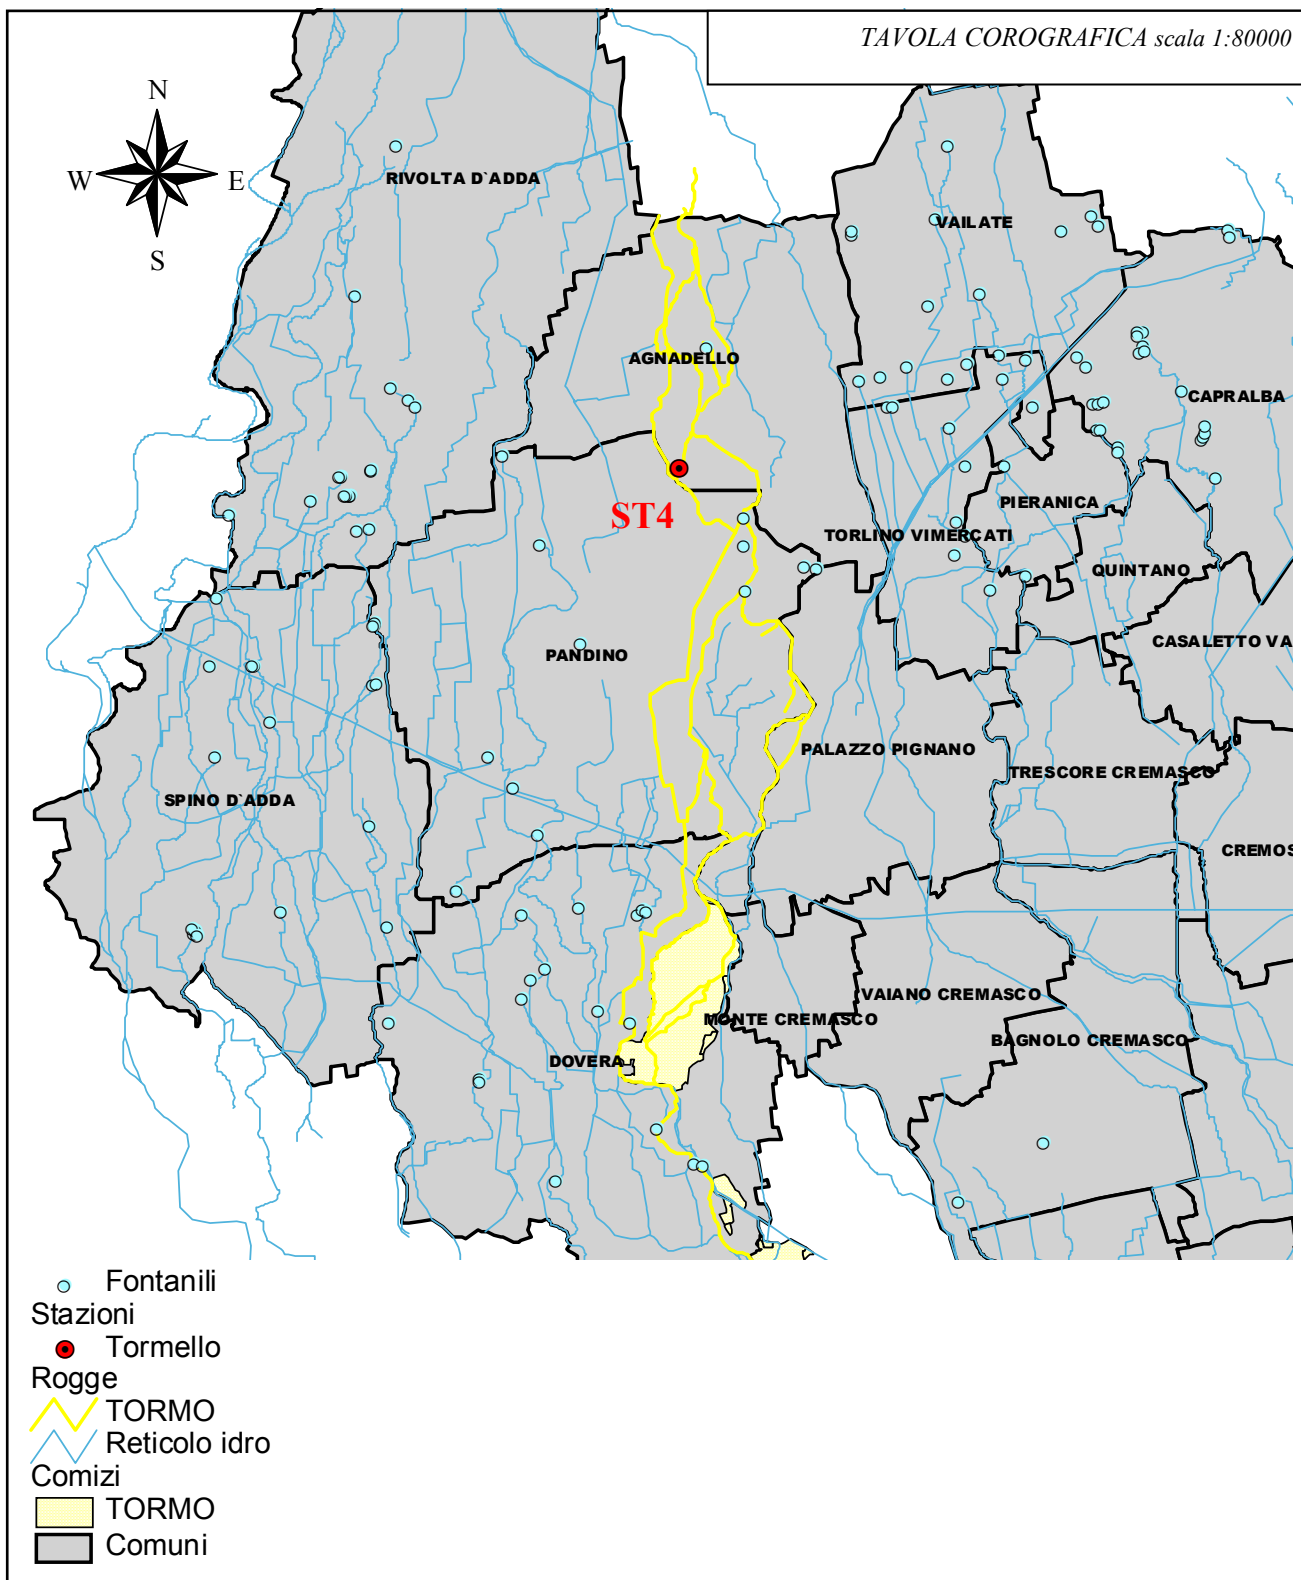 TAVOLA COROGRAFICA scala 1:80000
N
W
E
S
RIVOLTA D`ADDA
VAILATE
AGNADELLO
CAPRALBA
ST4
PIERANICA
TORLINO VIMERCATI
QUINTANO
CASALETTO VA
PANDINO
PALAZZO PIGNANO
TRESCORE CREMASCO
SPINO D`ADDA
CREMOS
VAIANO CREMASCO
MONTE CREMASCO
BAGNOLO CREMASCO
DOVERA
Fontanili
Stazioni
Tormello
Rogge
TORMO
Reticolo idro
Comizi
TORMO
Comuni